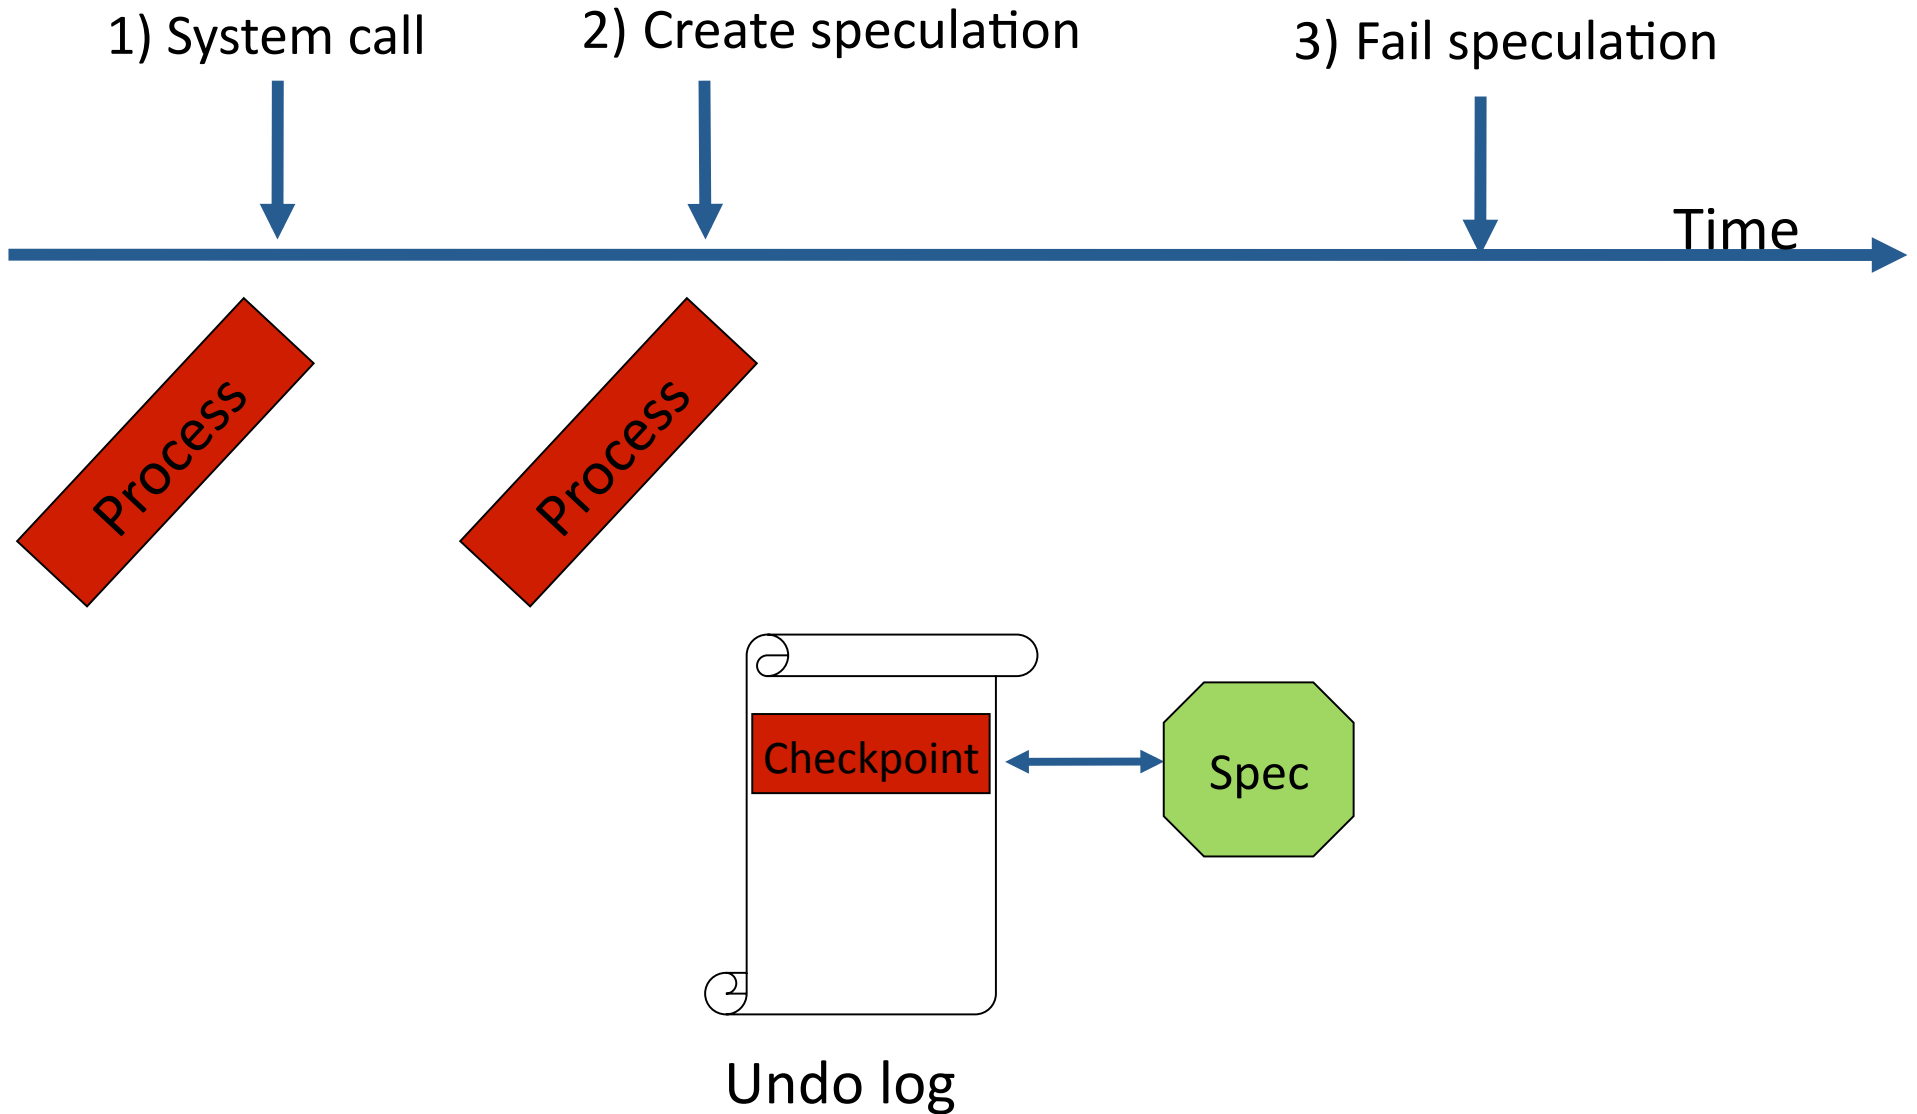 1) System call
2) Create speculation
3) Fail speculation
Time
Process
Process
Checkpoint
Spec
Undo log